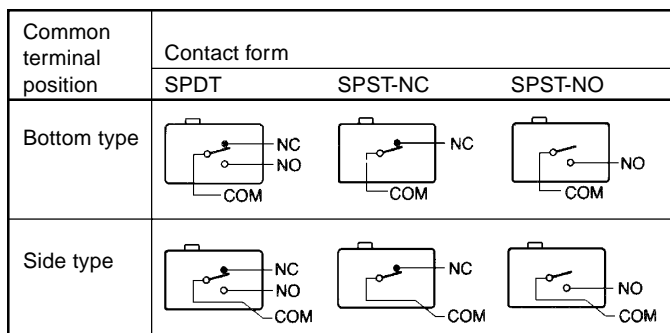 Common
terminal
position
Contact form
SPDT SPST-NC SPST-NO
Bottom type
NC
NO
COM
NC
COM
NO
COM
Side type
NC
NO
COM
NC
COM
NO
COM